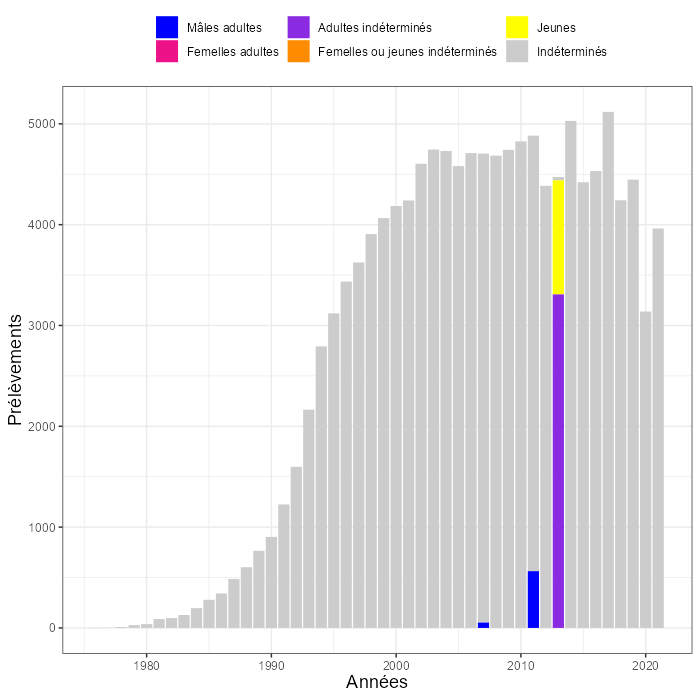 Mâles adultes
Adultes indéterminés
Jeunes
Femelles adultes
Femelles ou jeunes indéterminés
Indéterminés
Prélèvements
5000
4000
3000
2000
1000
0
1980
1990
2000
2010
2020
Années